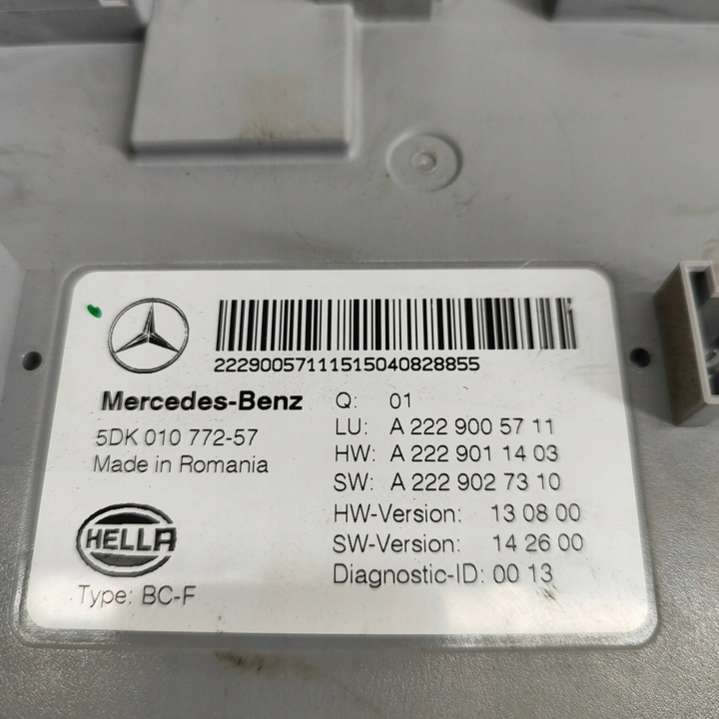 2229005711151504082 8855
Mercedes-Benz
5DK 010 772-57
Made in Romania
HELLA
Type: BC-F
Q: 01
LU: A 222 900 57 11
HW: A 222 901 14 03
SW: A 222 902 73 10
HW-Version: 13 08 00
SW-Version: 14 26 00
Diagnostic-ID: 00 13